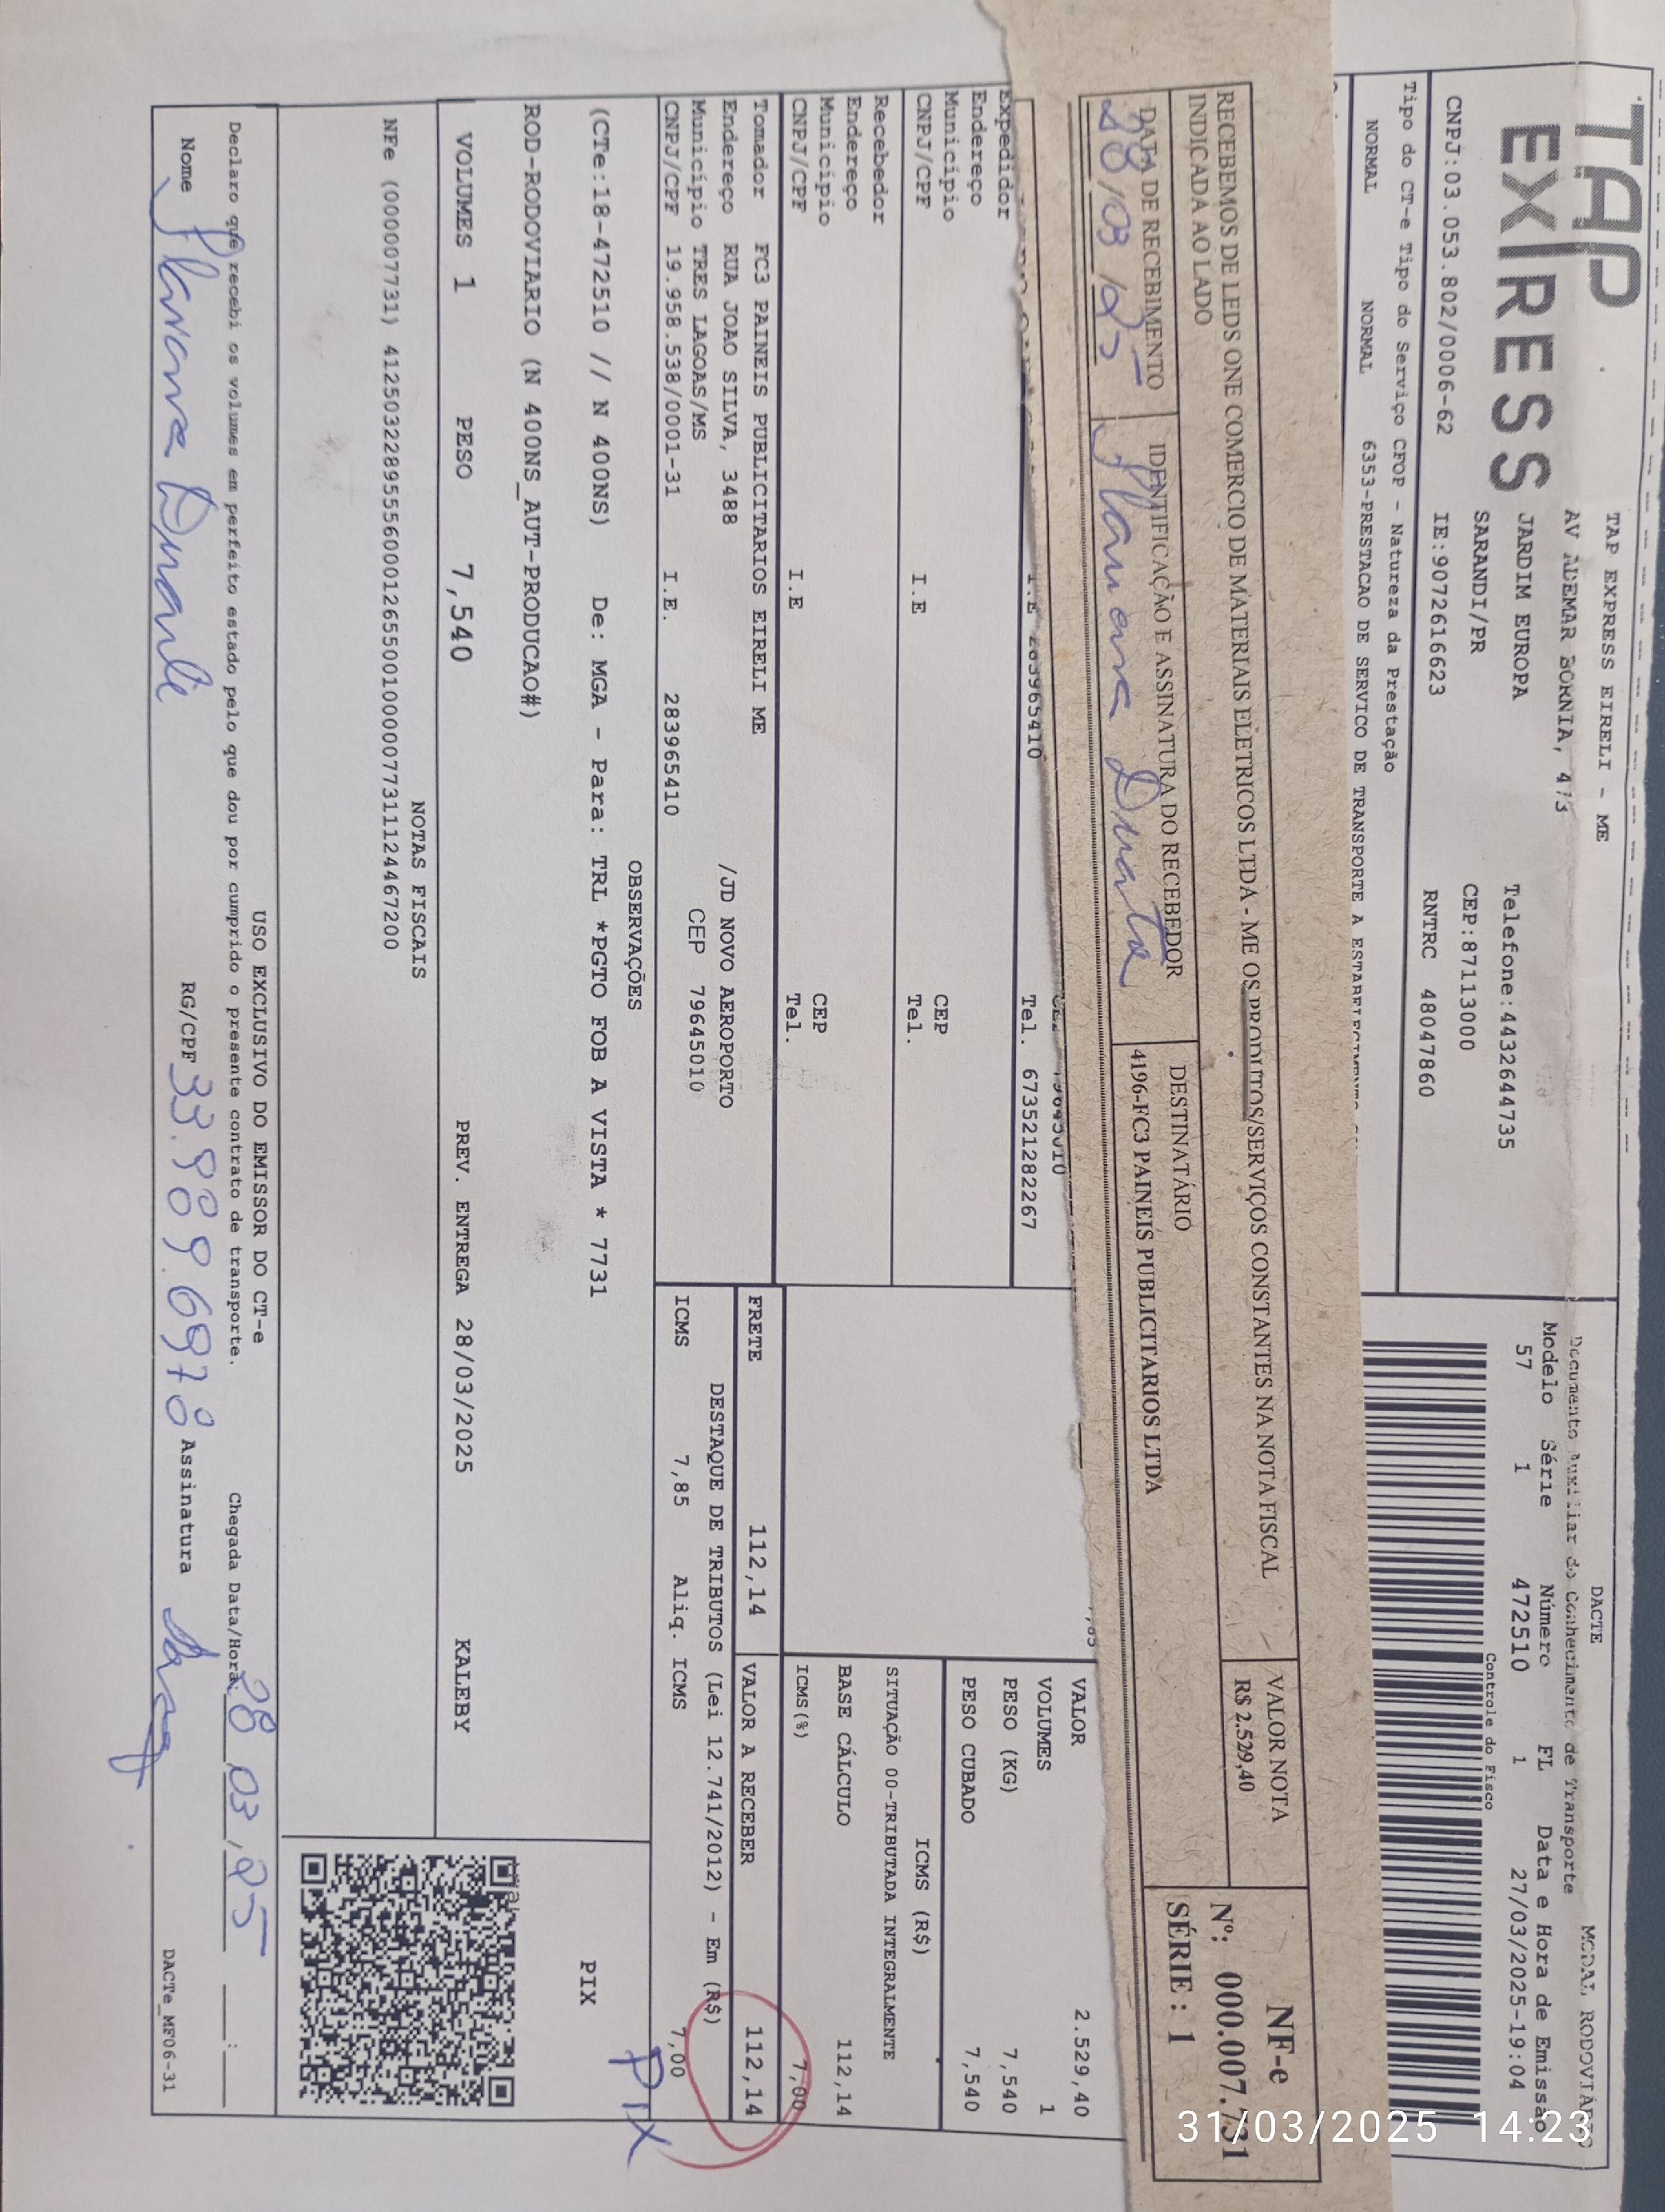 TAP
EXPRESS
TAP EXPRESS EIRELI - ME
AV ADEMAR BORNIA, 473
JARDIM EUROPA
SARANDI/PR
Telefone:4432644735
CEP:87113000
CNPJ:03.053.802/0006-62 IE:9072616623 RNTRC 48047860
DACTE
MODAL RODOVIÁRIO
Documento Auxiliar do Conhecimento de Transporte
Modelo Série Número FL Data e Hora de Emissão
57 1 472510 1 27/03/2025-19:04
Controle do Fisco
Tipo do CT-e Tipo do Serviço CFOP - Natureza da Prestação
NORMAL NORMAL 6353-PRESTACAO DE SERVICO DE TRANSPORTE A ESTABELECIMENTO
RECEBEMOS DE LEDS ONE COMERCIO DE MATERIAIS ELETRICOS LTDA - ME OS PRODUTOS/SERVIÇOS CONSTANTES NA NOTA FISCAL
INDICADA AO LADO
VALOR NOTA
R$ 2.529,40
NF-e
Nº: 000.007.731
SÉRIE : 1
DATA DE RECEBIMENTO
28/03/25
IDENTIFICAÇÃO E ASSINATURA DO RECEBEDOR
Duarte
DESTINATÁRIO
4196-FC3 PAINEIS PUBLICITARIOS LTDA
I.E 283965410 Tel. 673521282267
Expedidor
Endereço
Município CEP
CNPJ/CPF I.E Tel.
Recebedor
Endereço
Município CEP
CNPJ/CPF I.E Tel.
Tomador FC3 PAINEIS PUBLICITARIOS EIRELI ME
Endereço RUA JOAO SILVA, 3488 /JD NOVO AEROPORTO
Município TRES LAGOAS/MS CEP 79645010
CNPJ/CPF 19.958.538/0001-31 I.E. 283965410
VALOR 2.529,40
VOLUMES 1
PESO (KG) 7,540
PESO CUBADO 7,540
ICMS (R$)
SITUAÇÃO 00-TRIBUTADA INTEGRALMENTE
BASE CÁLCULO 112,14
ICMS(%) 7,00
FRETE 112,14 VALOR A RECEBER 112,14
DESTAQUE DE TRIBUTOS (Lei 12.741/2012) - Em (R$)
ICMS 7,85 Aliq. ICMS 7,00
OBSERVAÇÕES
(CTe:18-472510 // N 400NS) De: MGA - Para: TRL *PGTO FOB A VISTA * 7731
ROD-RODOVIARIO (N 400NS_AUT-PRODUCAO#)
PIX
PIX
VOLUMES 1 PESO 7,540 PREV. ENTREGA 28/03/2025 KALEBY
NOTAS FISCAIS
NFe (000007731) 41250322895556000126550010000077311124467200
USO EXCLUSIVO DO EMISSOR DO CT-e
Declaro que recebi os volumes em perfeito estado pelo que dou por cumprido o presente contrato de transporte. Chegada Data/Hora 28/03/25 :
Nome Duarte RG/CPF 33.989.697-8 Assinatura
DACTe_MF06-31
31/03/2025 14:23